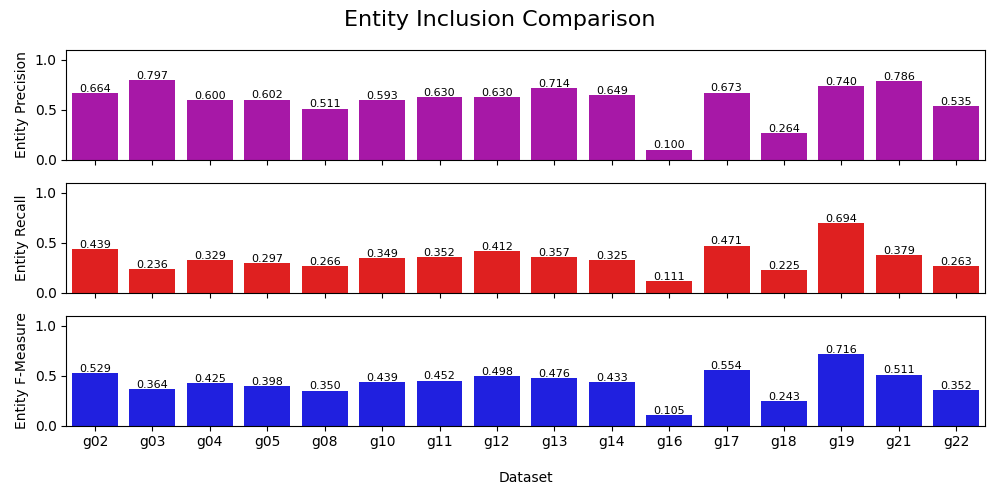 Entity Inclusion Comparison
Entity Precision
1.0
0.5
0.0
0.664 0.797 0.600 0.602 0.511 0.593 0.630 0.630 0.714 0.649 0.100 0.673 0.264 0.740 0.786 0.535
Entity Recall
1.0
0.5
0.0
0.439 0.236 0.329 0.297 0.266 0.349 0.352 0.412 0.357 0.325 0.111 0.471 0.225 0.694 0.379 0.263
Entity F-Measure
1.0
0.5
0.0
0.529 0.364 0.425 0.398 0.350 0.439 0.452 0.498 0.476 0.433 0.105 0.554 0.243 0.716 0.511 0.352
g02 g03 g04 g05 g08 g10 g11 g12 g13 g14 g16 g17 g18 g19 g21 g22
Dataset